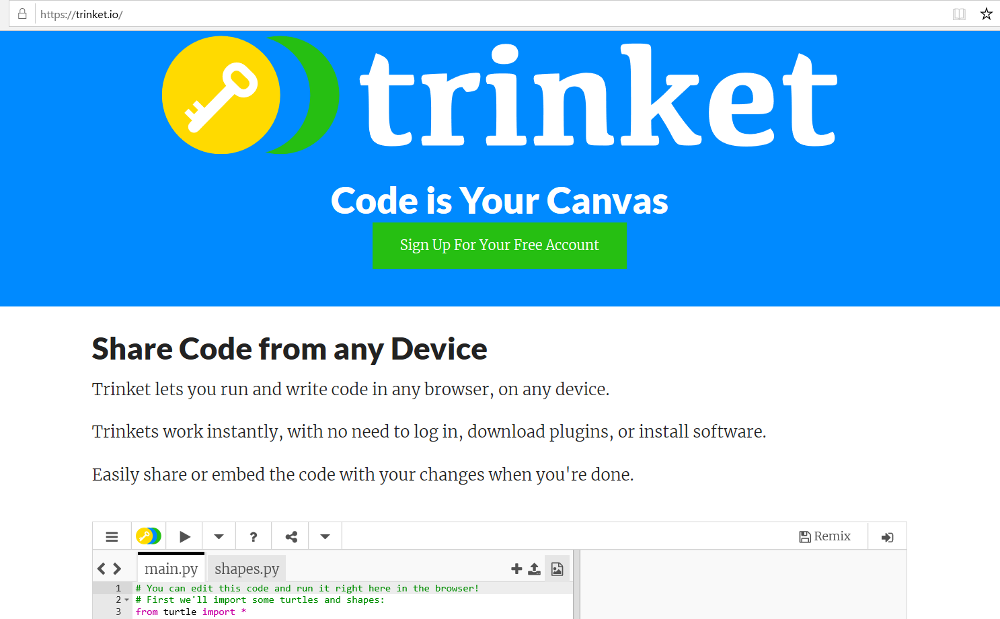 https://trinket.io/
trinket
Code is Your Canvas
Sign Up For Your Free Account
Share Code from any Device
Trinket lets you run and write code in any browser, on any device.
Trinkets work instantly, with no need to log in, download plugins, or install software.
Easily share or embed the code with your changes when you're done.
? Remix
main.py shapes.py
1 # You can edit this code and run it right here in the browser!
2 # First we'll import some turtles and shapes:
3 from turtle import *